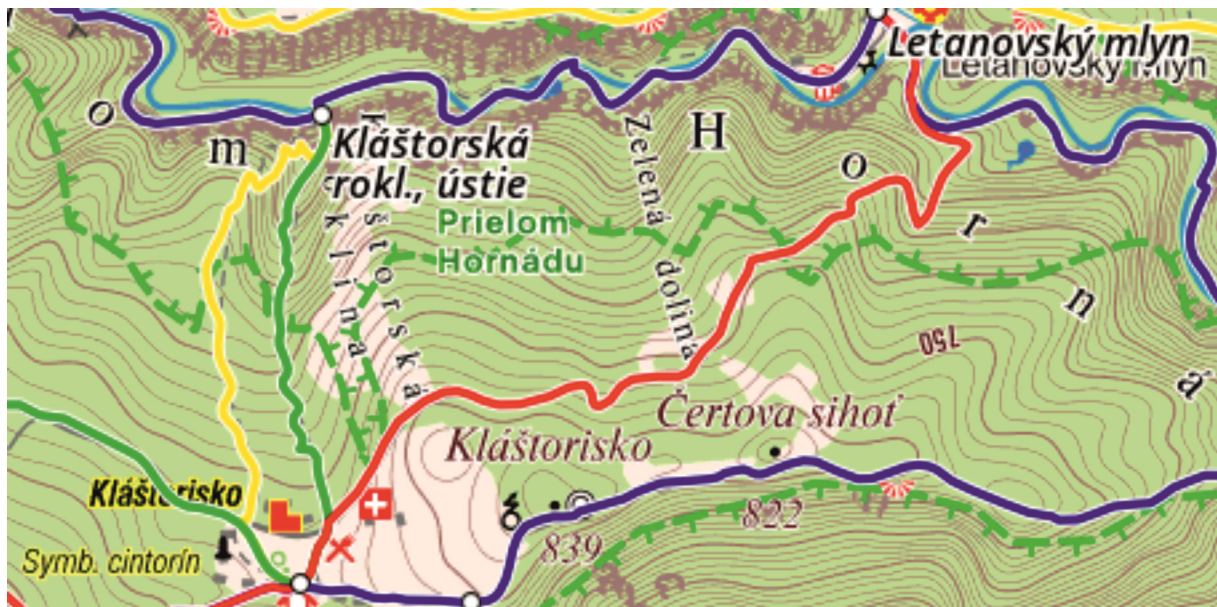 Letanovský mlyn
Letanovský Mlyn
o
m
H
o
r
n
á
Kláštorská
rokl., ústie
Kláštorská
roklina
Zelená dolina
Prielom
Hornádu
750
Čertova sihoť
Kláštorisko
Kláštorisko
822
839
Symb. cintorín